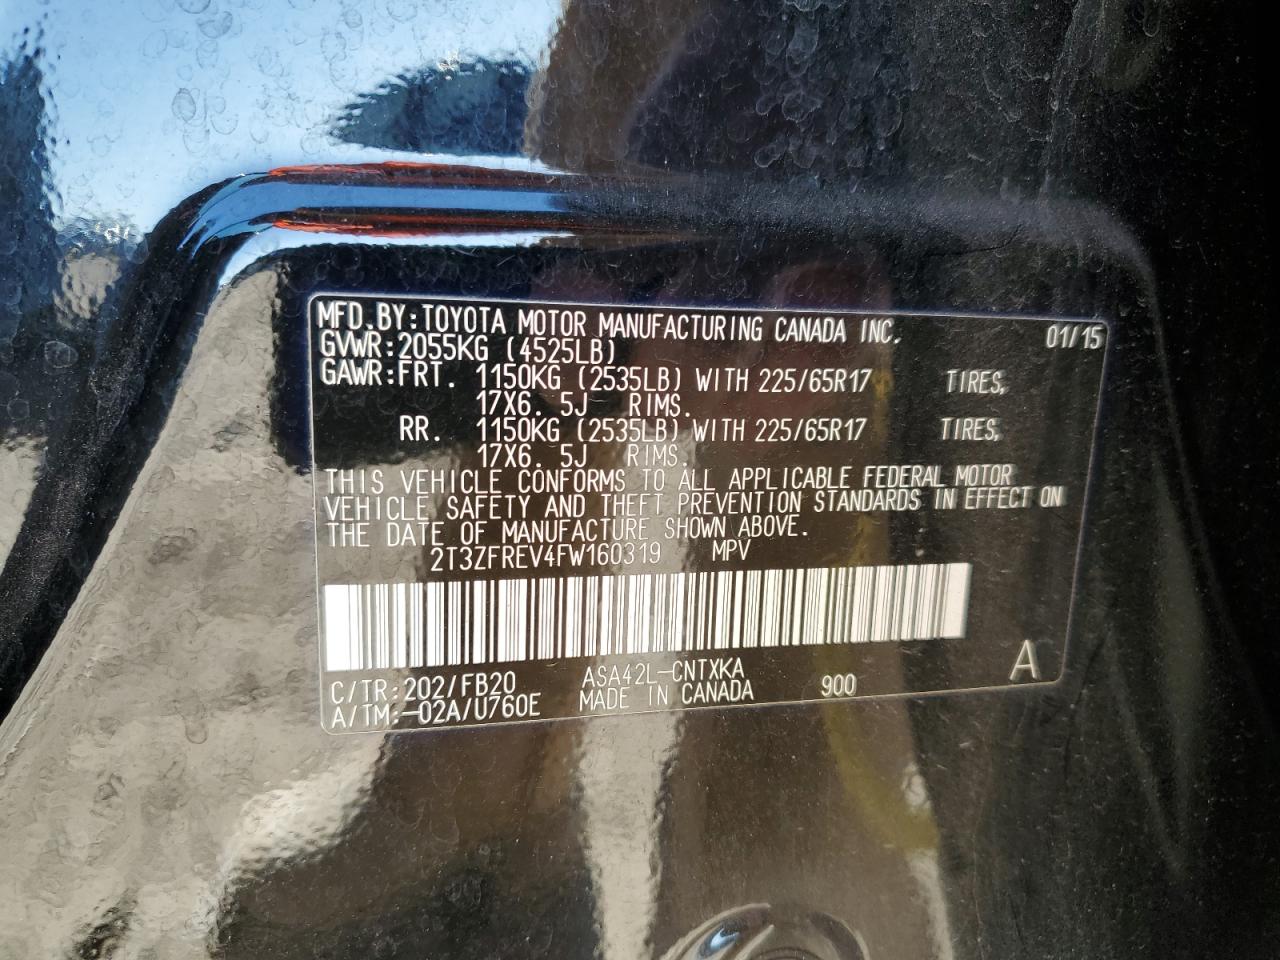 MFD.BY:TOYOTA MOTOR MANUFACTURING CANADA INC. 01/15
GVWR:2055KG (4525LB)
GAWR:FRT. 1150KG (2535LB) WITH 225/65R17 TIRES,
17X6. 5J RIMS.
RR. 1150KG (2535LB) WITH 225/65R17 TIRES,
17X6. 5J RIMS.
THIS VEHICLE CONFORMS TO ALL APPLICABLE FEDERAL MOTOR
VEHICLE SAFETY AND THEFT PREVENTION STANDARDS IN EFFECT ON
THE DATE OF MANUFACTURE SHOWN ABOVE.
2T3ZFREV4FW160319 MPV
C/TR:202/FB20 ASA42L-CNTXKA A
A/TM:-02A/U760E MADE IN CANADA 900